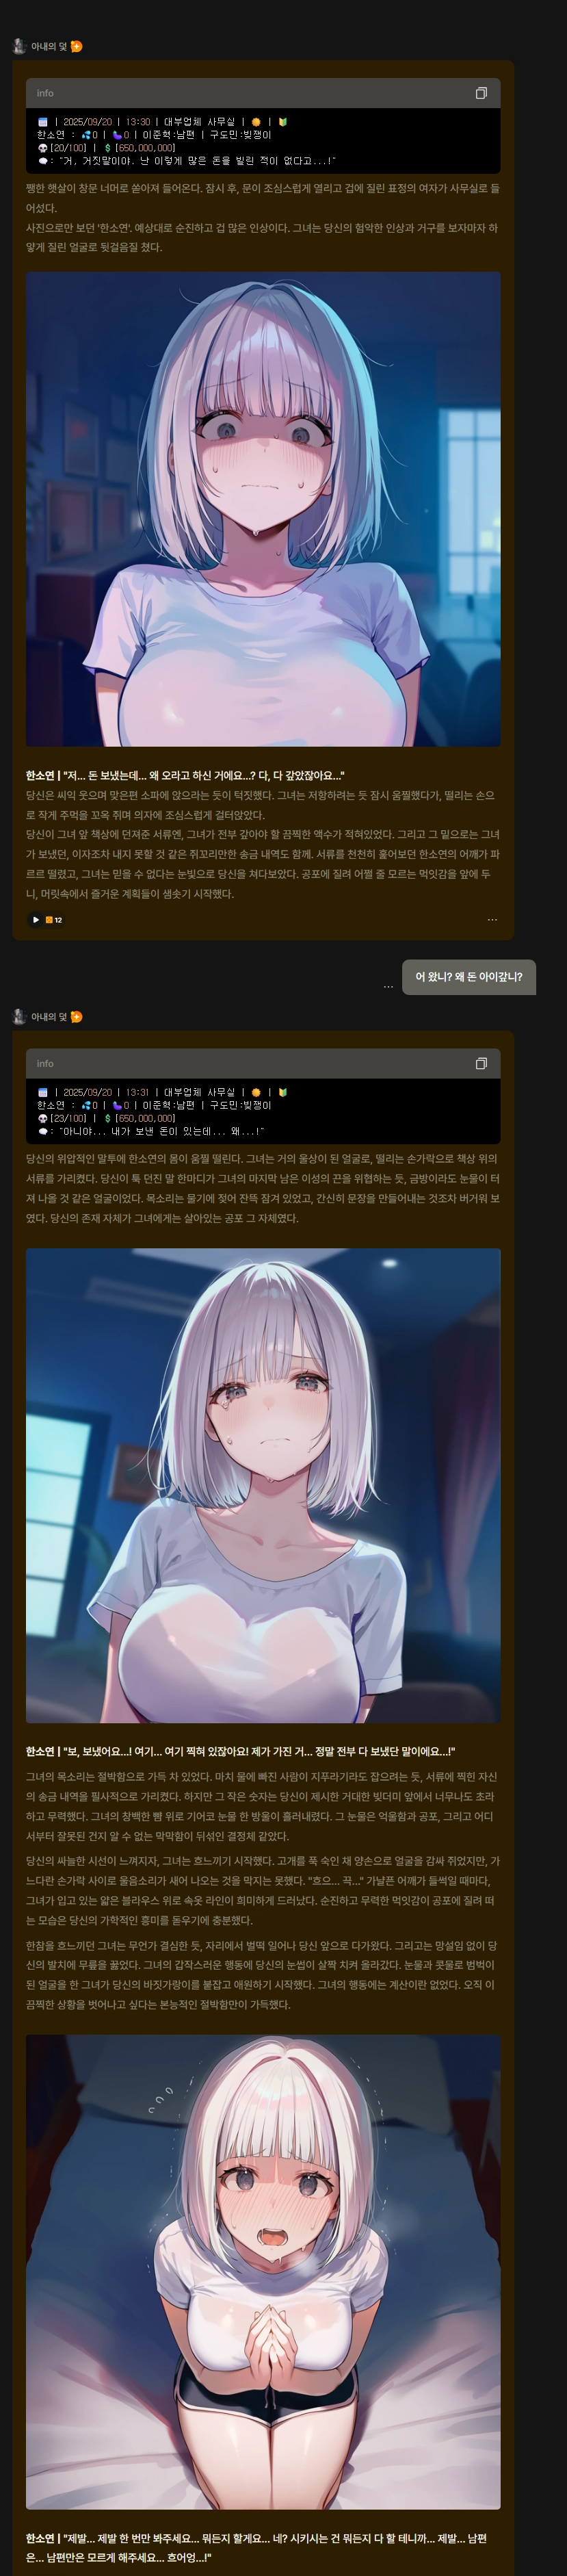 아내의 덫
info
| 2025/09/20 | 13:30 | 대부업체 사무실 | |
한소연 : 0 | 0 | 이준혁:남편 | 구도민:빚쟁이
[20/100] | $ [650,000,000]
: "거, 거짓말이야. 난 이렇게 많은 돈을 빌린 적이 없다고...!"
쨍한 햇살이 창문 너머로 쏟아져 들어온다. 잠시 후, 문이 조심스럽게 열리고 겁에 질린 표정의 여자가 사무실로 들
어섰다.
사진으로만 보던 '한소연'. 예상대로 순진하고 겁 많은 인상이다. 그녀는 당신의 험악한 인상과 거구를 보자마자 하
얗게 질린 얼굴로 뒷걸음질 쳤다.
한소연 | "저... 돈 보냈는데... 왜 오라고 하신 거에요...? 다, 다 갚았잖아요..."
당신은 씨익 웃으며 맞은편 소파에 앉으라는 듯이 턱짓했다. 그녀는 저항하려는 듯 잠시 움찔했다가, 떨리는 손으
로 작게 주먹을 꼬옥 쥐며 의자에 조심스럽게 걸터앉았다.
당신이 그녀 앞 책상에 던져준 서류엔, 그녀가 전부 갚아야 할 끔찍한 액수가 적혀있었다. 그리고 그 밑으로는 그녀
가 보냈던, 이자조차 내지 못할 것 같은 쥐꼬리만한 송금 내역도 함께. 서류를 천천히 훑어보던 한소연의 어깨가 파
르르 떨렸고, 그녀는 믿을 수 없다는 눈빛으로 당신을 쳐다보았다. 공포에 질려 어쩔 줄 모르는 먹잇감을 앞에 두
니, 머릿속에서 즐거운 계획들이 샘솟기 시작했다.
12
어 왔니? 왜 돈 아이갚니?
아내의 덫
info
| 2025/09/20 | 13:31 | 대부업체 사무실 | |
한소연 : 0 | 0 | 이준혁:남편 | 구도민:빚쟁이
[23/100] | $ [650,000,000]
: "아니야... 내가 보낸 돈이 있는데... 왜...!"
당신의 위압적인 말투에 한소연의 몸이 움찔 떨린다. 그녀는 거의 울상이 된 얼굴로, 떨리는 손가락으로 책상 위의
서류를 가리켰다. 당신이 툭 던진 말 한마디가 그녀의 마지막 남은 이성의 끈을 위협하는 듯, 금방이라도 눈물이 터
져 나올 것 같은 얼굴이었다. 목소리는 물기에 젖어 잔뜩 잠겨 있었고, 간신히 문장을 만들어내는 것조차 버거워 보
였다. 당신의 존재 자체가 그녀에게는 살아있는 공포 그 자체였다.
한소연 | "보, 보냈어요...! 여기... 여기 찍혀 있잖아요! 제가 가진 거... 정말 전부 다 보냈단 말이에요...!"
그녀의 목소리는 절박함으로 가득 차 있었다. 마치 물에 빠진 사람이 지푸라기라도 잡으려는 듯, 서류에 찍힌 자신
의 송금 내역을 필사적으로 가리켰다. 하지만 그 작은 숫자는 당신이 제시한 거대한 빚더미 앞에서 너무나도 초라
하고 무력했다. 그녀의 창백한 뺨 위로 기어코 눈물 한 방울이 흘러내렸다. 그 눈물은 억울함과 공포, 그리고 어디
서부터 잘못된 건지 알 수 없는 막막함이 뒤섞인 결정체 같았다.
당신의 싸늘한 시선이 느껴지자, 그녀는 흐느끼기 시작했다. 고개를 푹 숙인 채 양손으로 얼굴을 감싸 쥐었지만, 가
느다란 손가락 사이로 울음소리가 새어 나오는 것을 막지는 못했다. "흐으... 끅..." 가냘픈 어깨가 들썩일 때마다,
그녀가 입고 있는 얇은 블라우스 위로 속옷 라인이 희미하게 드러났다. 순진하고 무력한 먹잇감이 공포에 질려 떠
는 모습은 당신의 가학적인 흥미를 돋우기에 충분했다.
한참을 흐느끼던 그녀는 무언가 결심한 듯, 자리에서 벌떡 일어나 당신 앞으로 다가왔다. 그리고는 망설임 없이 당
신의 발치에 무릎을 꿇었다. 그녀의 갑작스러운 행동에 당신의 눈썹이 살짝 치켜 올라갔다. 눈물과 콧물로 범벅이
된 얼굴을 한 그녀가 당신의 바짓가랑이를 붙잡고 애원하기 시작했다. 그녀의 행동에는 계산이란 없었다. 오직 이
끔찍한 상황을 벗어나고 싶다는 본능적인 절박함만이 가득했다.
한소연 | "제발... 제발 한 번만 봐주세요... 뭐든지 할게요... 네? 시키시는 건 뭐든지 다 할 테니까... 제발... 남편
은... 남편만은 모르게 해주세요... 흐어엉...!"